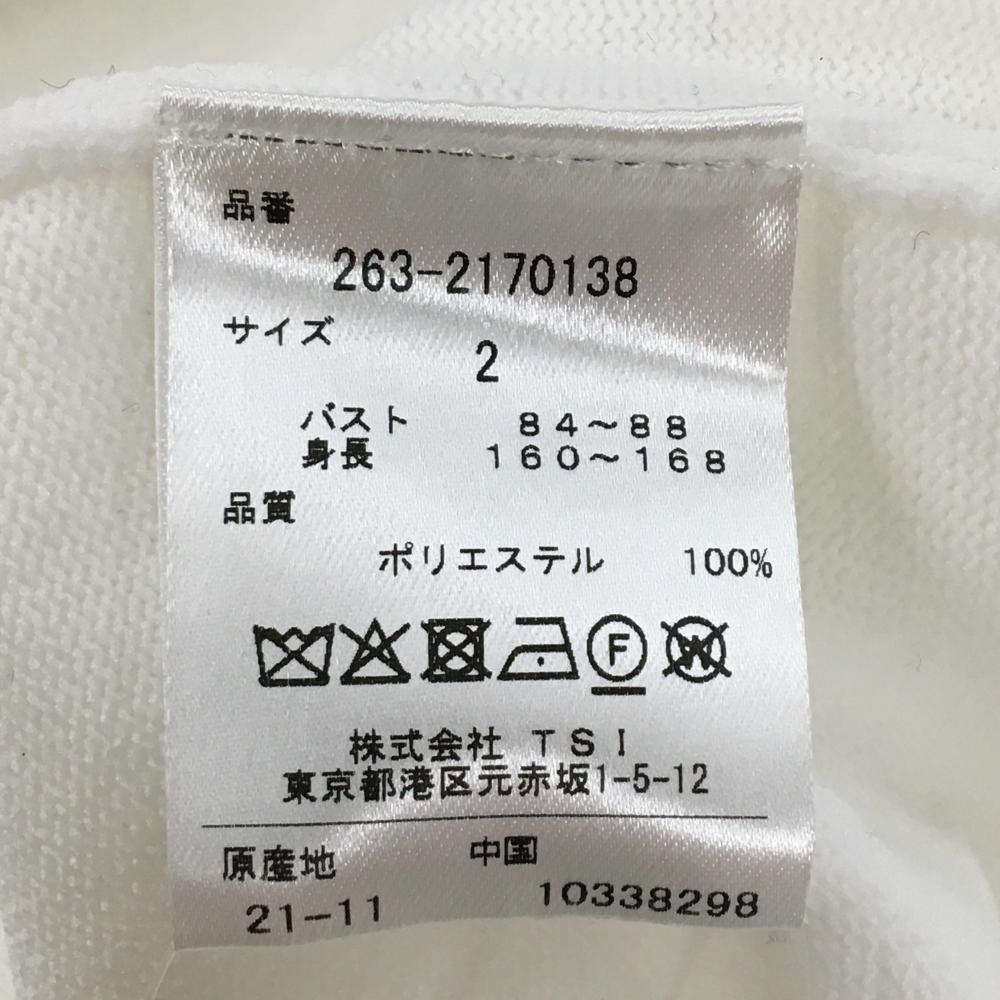 品番
263-2170138
サイズ
2
バスト 84～88
身長 160～168
品質
ポリエステル 100%
F W
株式会社 TSI
東京都港区元赤坂1-5-12
原産地 中国
21-11 10338298